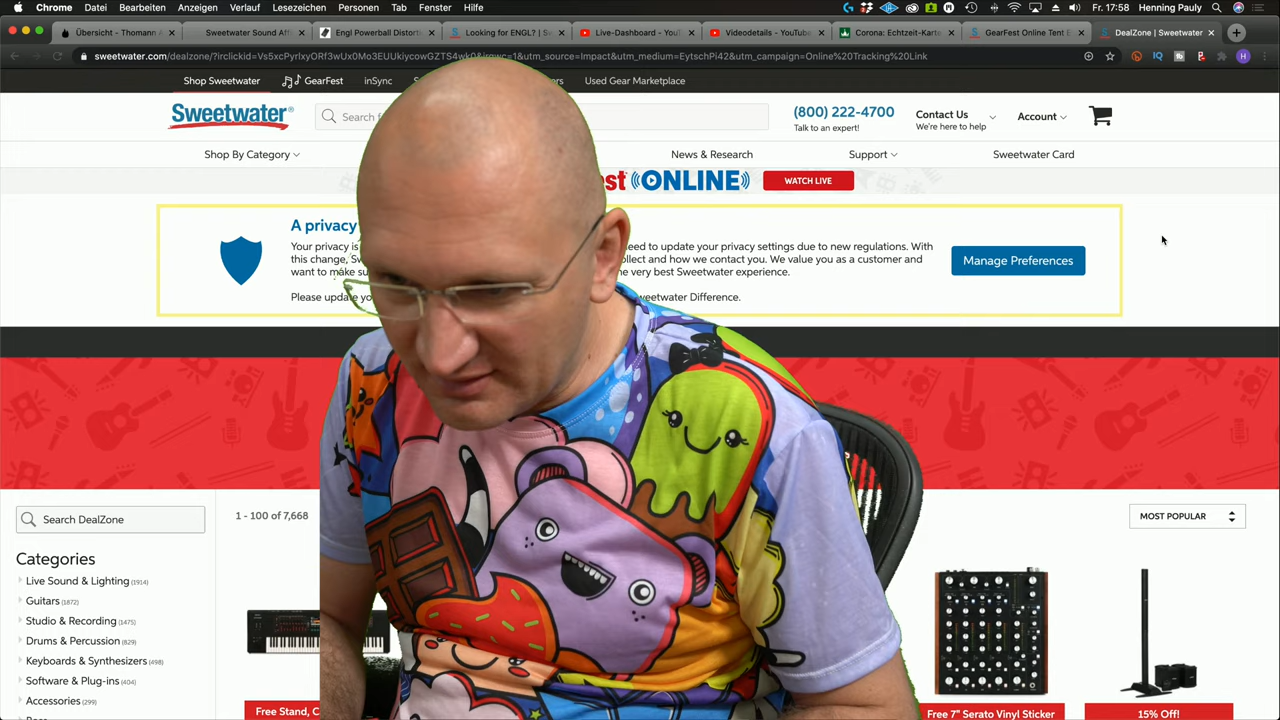 Chrome Datei Bearbeiten Anzeigen Verlauf Lesezeichen Personen Tab Fenster Hilfe Fr. 17:58 Henning Pauly
Übersicht - Thomann A Sweetwater Sound Aff Engl Powerball Distort Looking for ENGL? | Sw Live-Dashboard - YouT Videodetails - YouTube Corona: Echtzeit-Karte GearFest Online Tent E DealZone | Sweetwater
sweetwater.com/dealzone/?irclickid=
=1&utm_source=Impact&utm_medium=EytschPi42&utm_campaign=Online%20Tracking%20Link
Shop Sweetwater GearFest inSync Used Gear Marketplace
Sweetwater
Search f
(800) 222-4700
Talk to an expert!
Contact Us
We're here to help
Account
Shop By Category News & Research Support Sweetwater Card
est ONLINE WATCH LIVE
A privacy
Your privacy is eed to update your privacy settings due to new regulations. With
this change, Sw ollect and how we contact you. We value you as a customer and
want to make su he very best Sweetwater experience.
Please update yo weetwater Difference.
Manage Preferences
Search DealZone
1 - 100 of 7,668
MOST POPULAR
Categories
Live Sound & Lighting (1914)
Guitars (1872)
Studio & Recording (1475)
Drums & Percussion (829)
Keyboards & Synthesizers (498)
Software & Plug-ins (404)
Accessories (299)
Free Stand, C
Free 7" Serato Vinyl Sticker
15% Off!